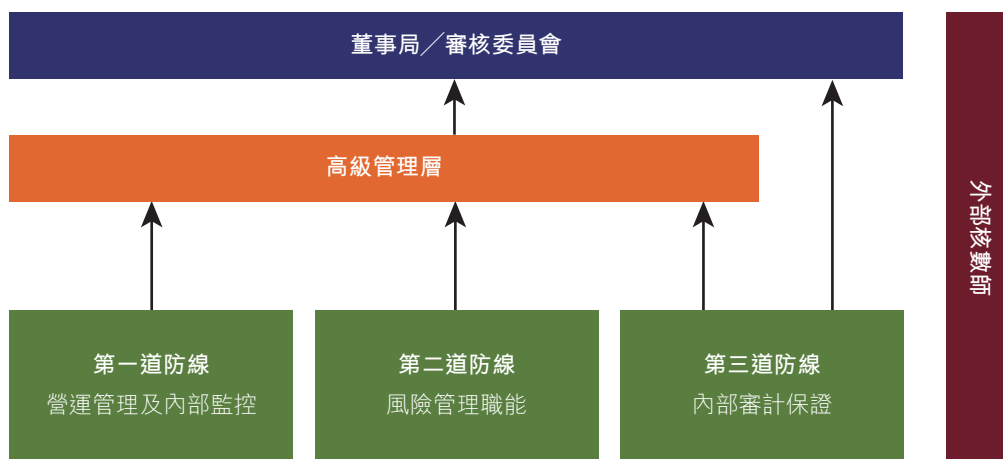 董事局╱審核委員會
高級管理層
第一道防線
營運管理及內部監控
第二道防線
風險管理職能
第三道防線
內部審計保證
外部核數師